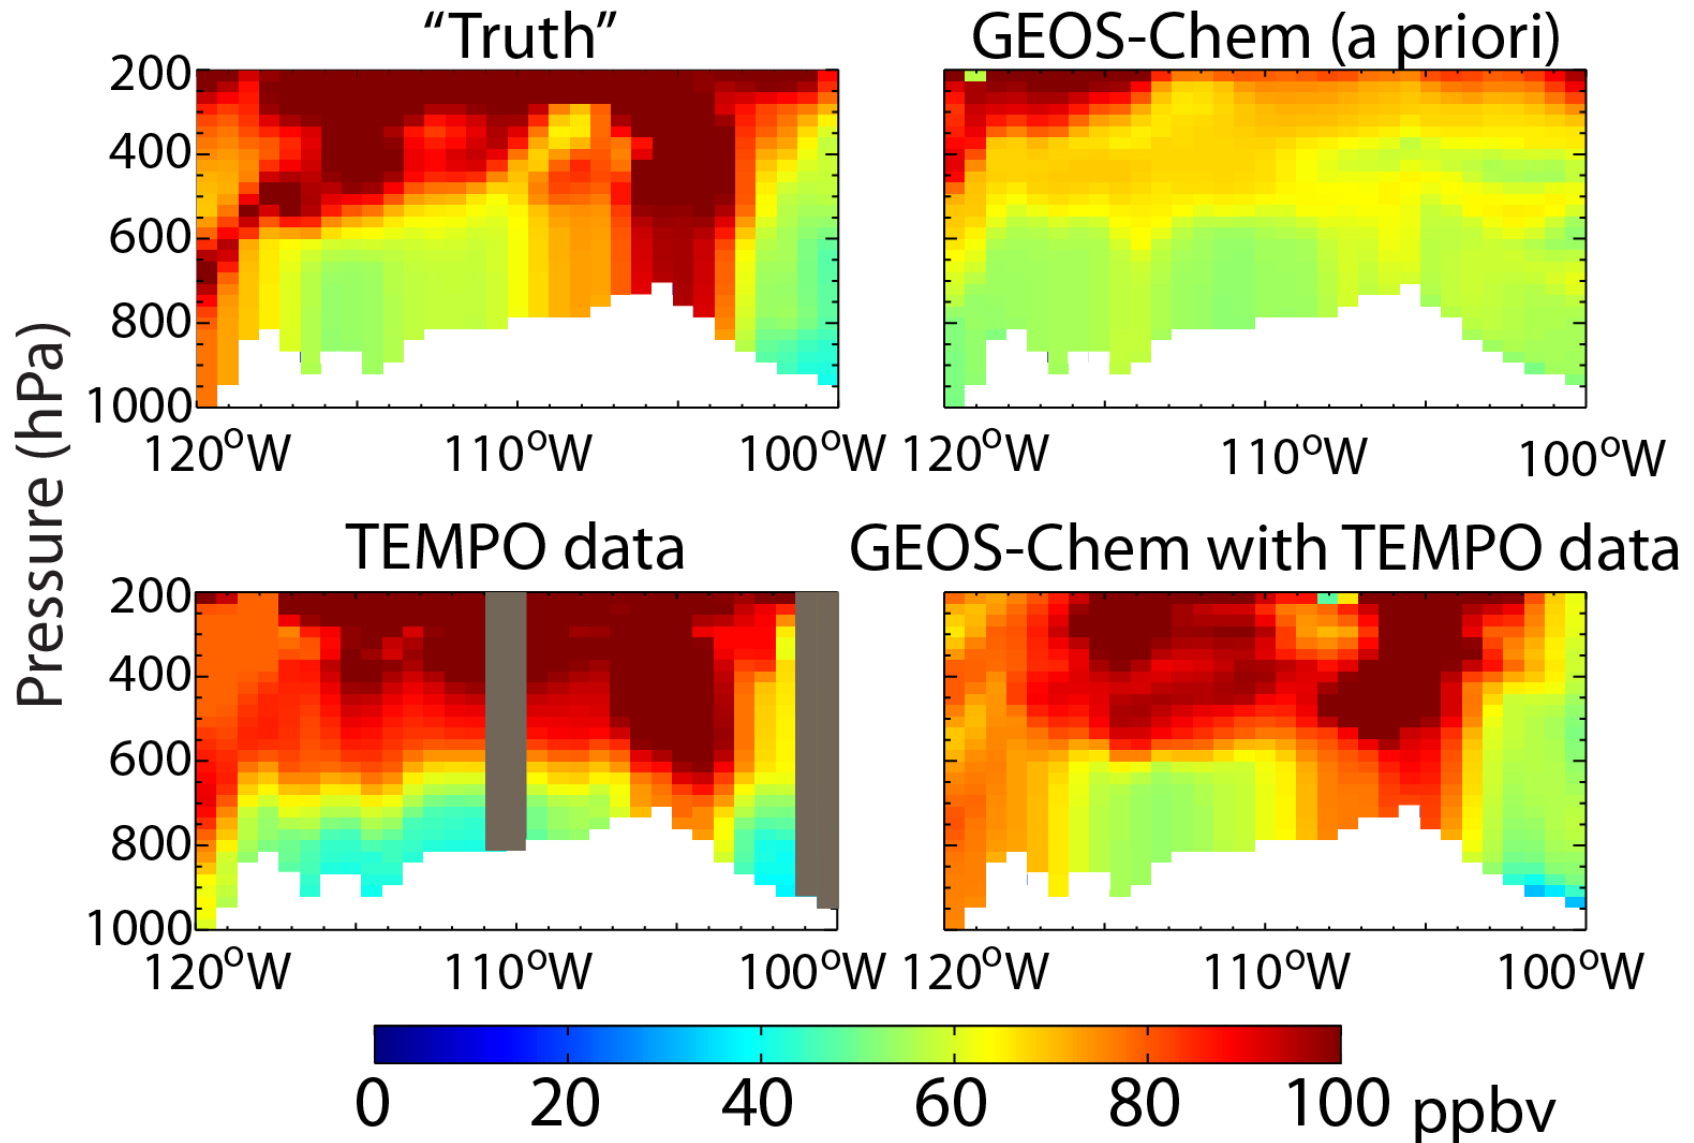 “Truth”
GEOS-Chem (a priori)
Pressure (hPa)
200
400
600
800
1000
120°W
110°W
100°W
120°W
110°W
100°W
TEMPO data
GEOS-Chem with TEMPO data
200
400
600
800
1000
120°W
110°W
100°W
120°W
110°W
100°W
0 20 40 60 80 100 ppbv